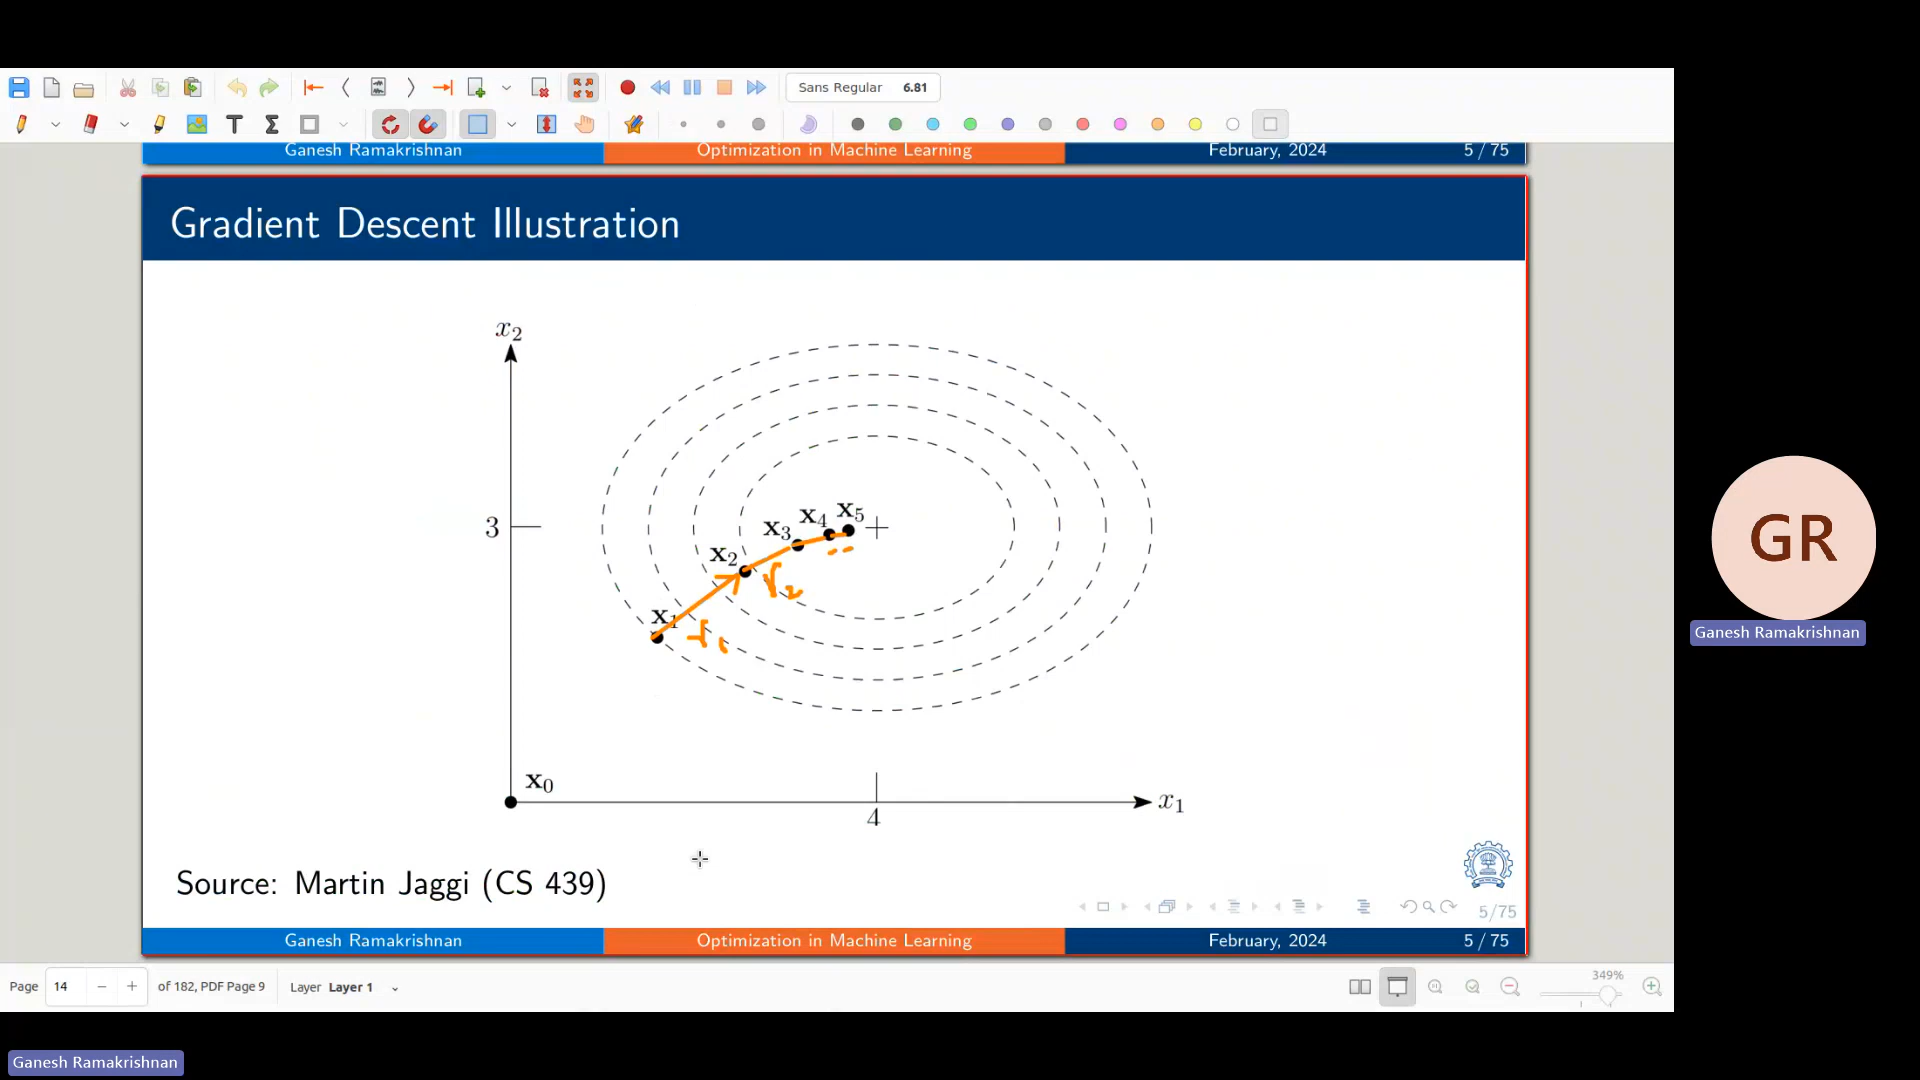 Sans Regular 6.81
Ganesh Ramakrishnan Optimization in Machine Learning February, 2024 5 / 75
Gradient Descent Illustration
x2
x5
x4
3
x3
x2
x1
x0
x1
4
Source: Martin Jaggi (CS 439)
5/75
Ganesh Ramakrishnan Optimization in Machine Learning February, 2024 5 / 75
Page 14 of 182, PDF Page 9 Layer Layer 1 349%
GR
Ganesh Ramakrishnan
Ganesh Ramakrishnan